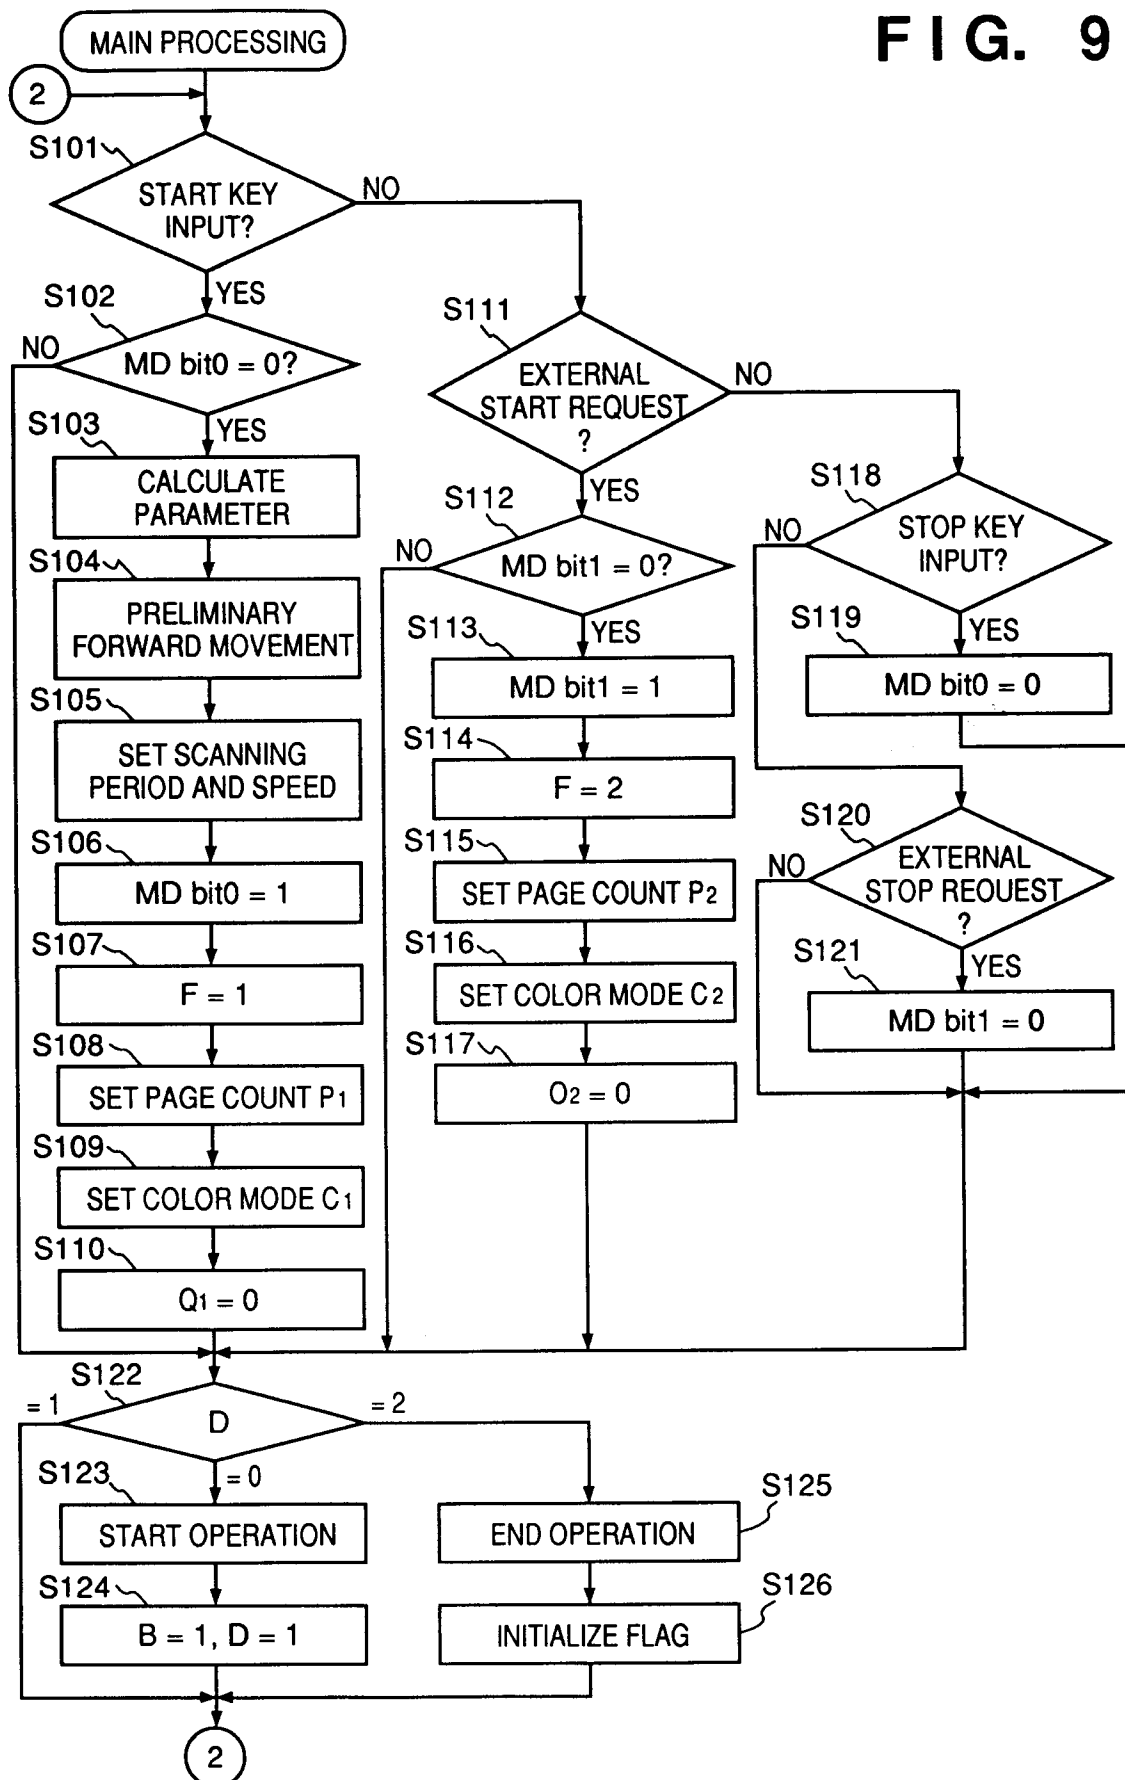 FIG. 9
MAIN PROCESSING
2
S101
START KEY
INPUT?
NO
YES
S102
NO
MD bit0 = 0?
YES
S103
CALCULATE
PARAMETER
S104
PRELIMINARY
FORWARD MOVEMENT
S105
SET SCANNING
PERIOD AND SPEED
S106
MD bit0 = 1
S107
F = 1
S108
SET PAGE COUNT P1
S109
SET COLOR MODE C1
S110
Q1 = 0
S111
EXTERNAL
START REQUEST
?
NO
YES
S112
NO
MD bit1 = 0?
YES
S113
MD bit1 = 1
S114
F = 2
S115
SET PAGE COUNT P2
S116
SET COLOR MODE C2
S117
O2 = 0
S118
NO
STOP KEY
INPUT?
YES
S119
MD bit0 = 0
S120
NO
EXTERNAL
STOP REOUEST
?
YES
S121
MD bit1 = 0
S122
= 1
D
= 2
= 0
S123
START OPERATION
S124
B = 1, D = 1
S125
END OPERATION
S126
INITIALIZE FLAG
2